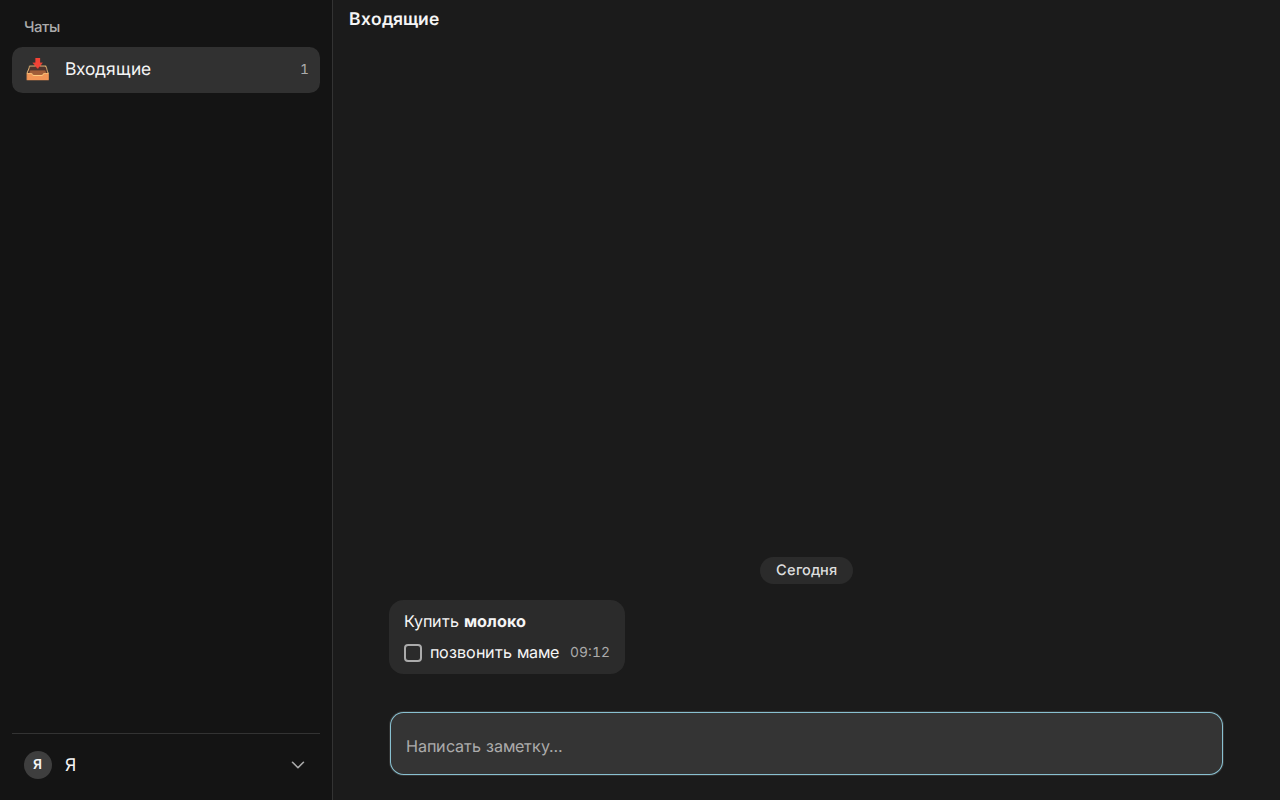 Чаты
Входящие 1
Входящие
Сегодня
Купить молоко
позвонить маме 09:12
Написать заметку...
Я Я